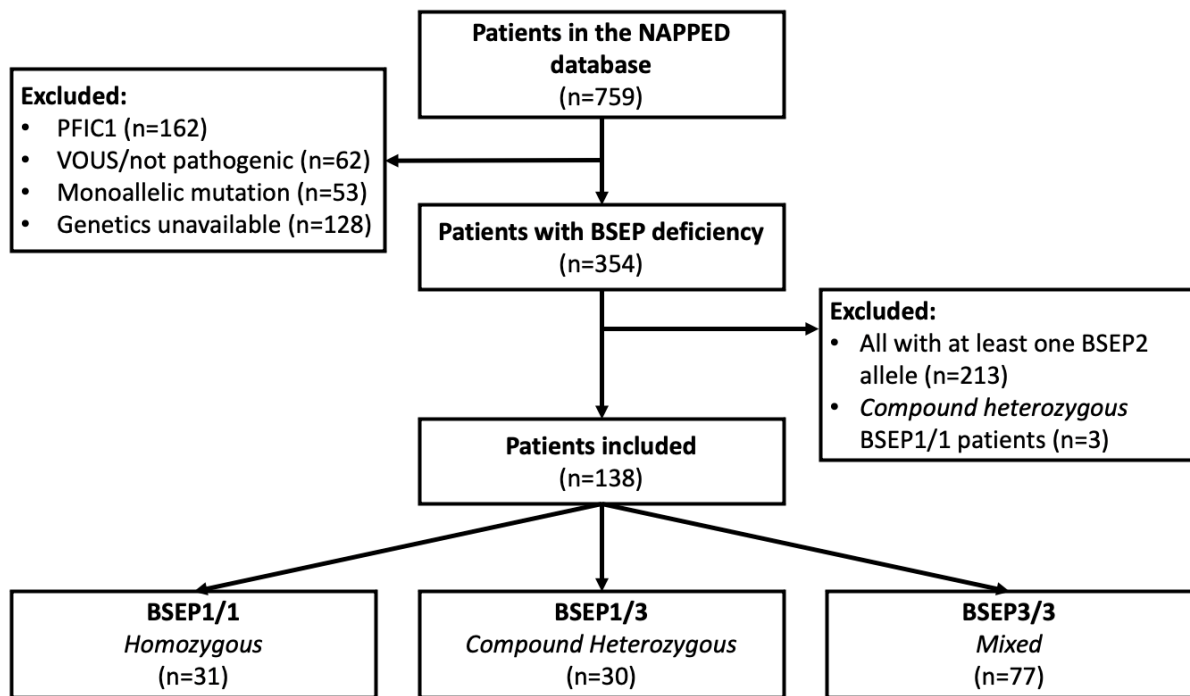 Patients in the NAPPED
database
(n=759)
Excluded:
• PFIC1 (n=162)
• VOUS/not pathogenic (n=62)
• Monoallelic mutation (n=53)
• Genetics unavailable (n=128)
Patients with BSEP deficiency
(n=354)
Excluded:
• All with at least one BSEP2
allele (n=213)
• Compound heterozygous
BSEP1/1 patients (n=3)
Patients included
(n=138)
BSEP1/1
Homozygous
(n=31)
BSEP1/3
Compound Heterozygous
(n=30)
BSEP3/3
Mixed
(n=77)